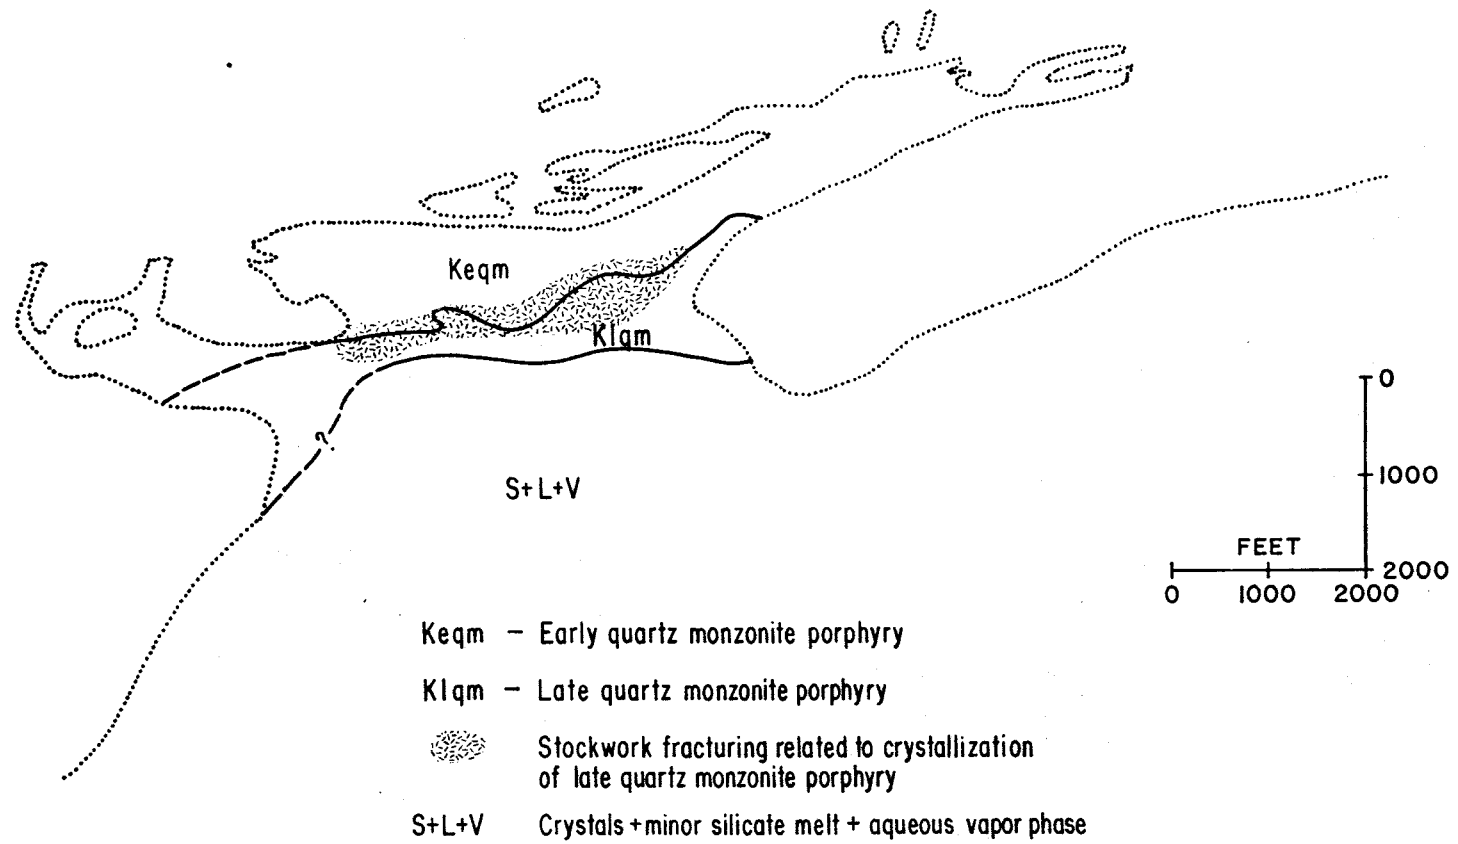 Keqm
Klqm
?
S+L+V
0
1000
2000
FEET
0 1000 2000
Keqm – Early quartz monzonite porphyry
Klqm – Late quartz monzonite porphyry
Stockwork fracturing related to crystallization
of late quartz monzonite porphyry
S+L+V Crystals + minor silicate melt + aqueous vapor phase